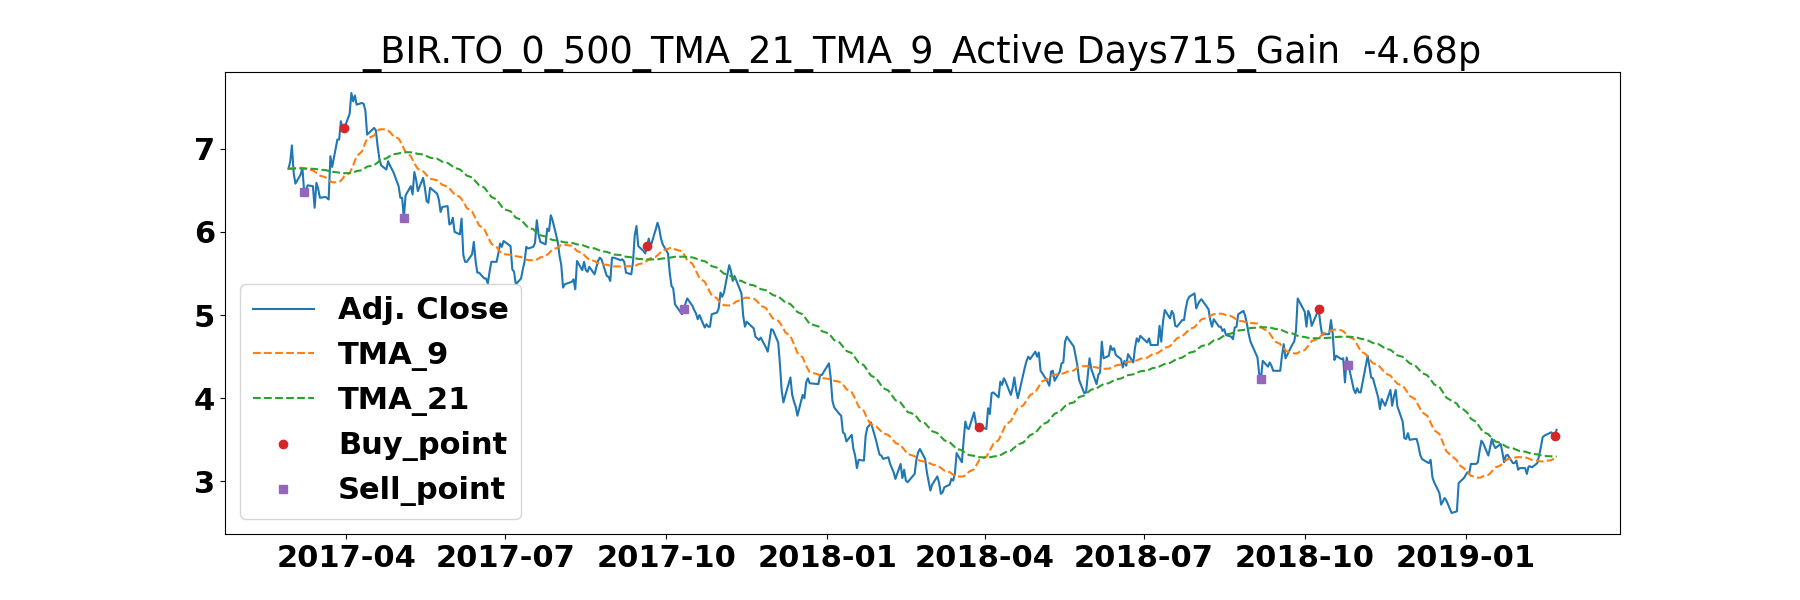 _BIR.TO_0_500_TMA_21_TMA_9_Active Days715_Gain  -4.68p
7
6
5
4
3
Adj. Close
TMA_9
TMA_21
Buy_point
Sell_point
2017-04 2017-07 2017-10 2018-01 2018-04 2018-07 2018-10 2019-01